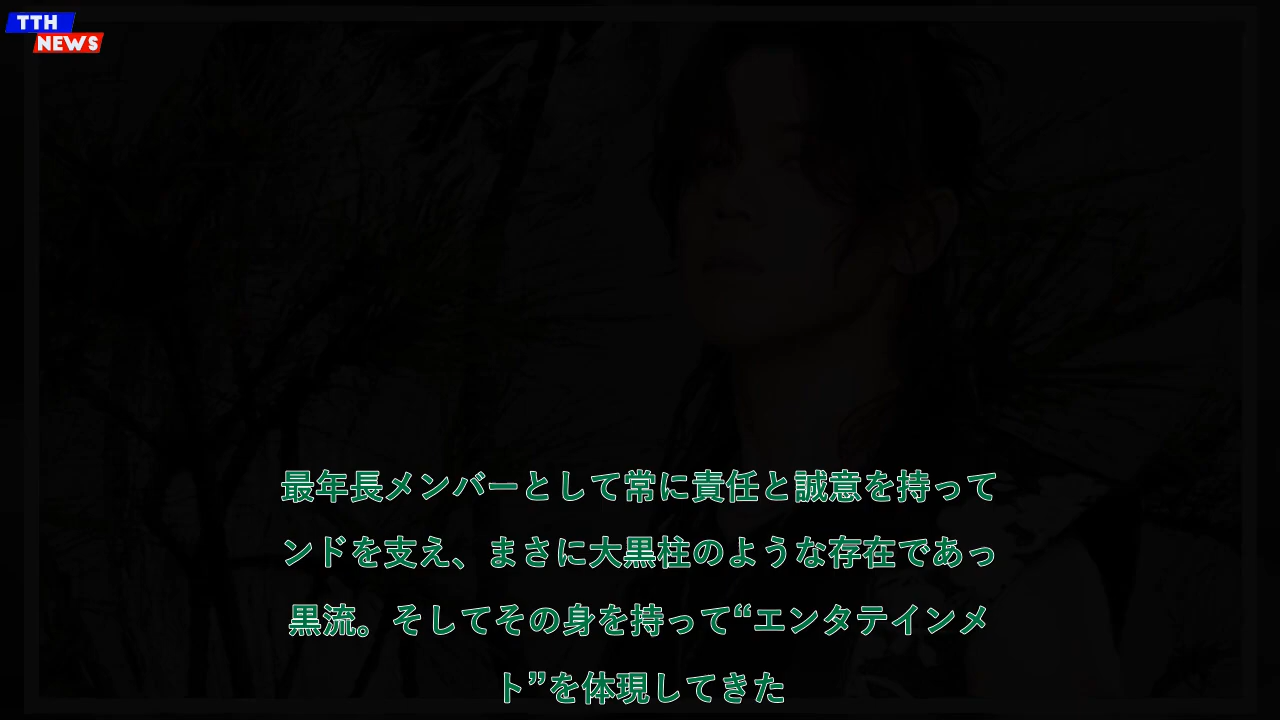 TTH
NEWS
最年長メンバーとして常に責任と誠意を持って
ンドを支え、まさに大黒柱のような存在であっ
黒流。そしてその身を持って“エンタテインメ
ト”を体現してきた